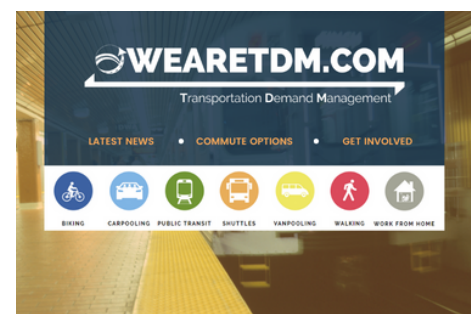 WEARETDM.COM
Transportation Demand Management
LATEST NEWS • COMMUTE OPTIONS • GET INVOLVED
BIKING CARPOOLING PUBLIC TRANSIT SHUTTLES VANPOOLING WALKING WORK FROM HOME